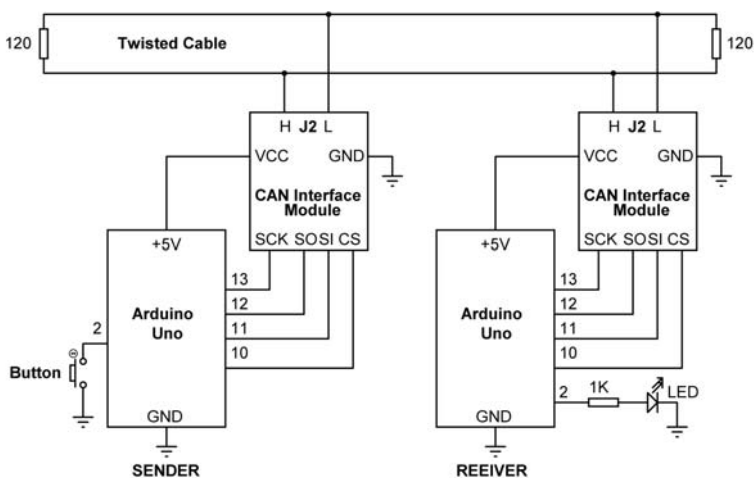 120 Twisted Cable 120
H J2 L H J2 L
VCC GND VCC GND
CAN Interface CAN Interface
Module Module
SCK SO SI CS SCK SO SI CS
+5V +5V
13 13
12 12
Arduino Arduino
Uno Uno
2 11 11
10 10
Button
2 1K LED
GND GND
SENDER REEIVER